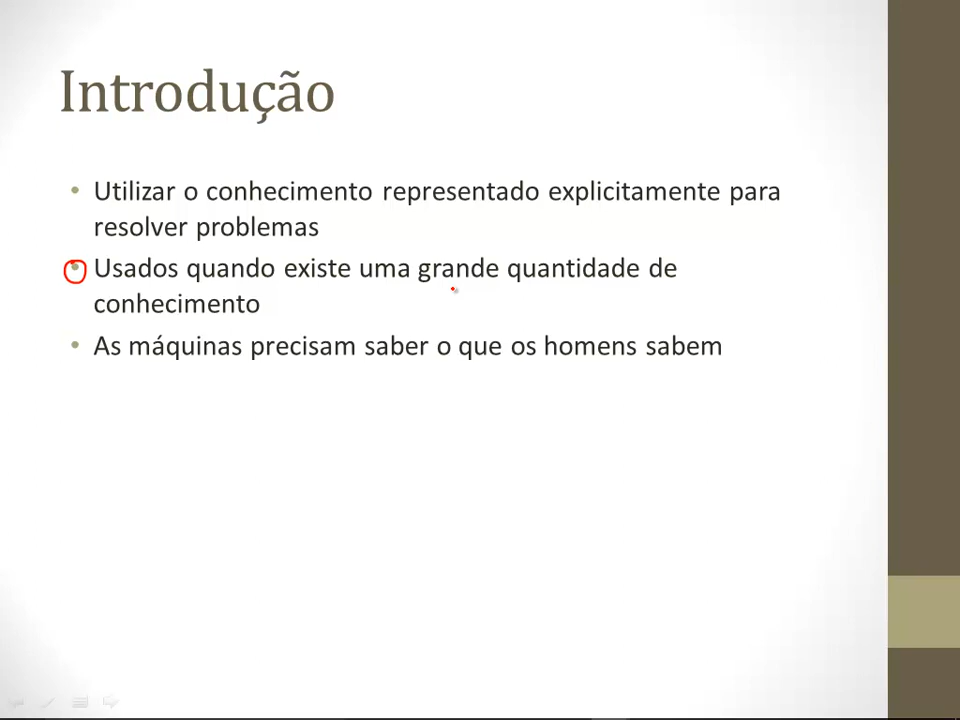 Introdução
• Utilizar o conhecimento representado explicitamente para
resolver problemas
• Usados quando existe uma grande quantidade de
conhecimento
• As máquinas precisam saber o que os homens sabem